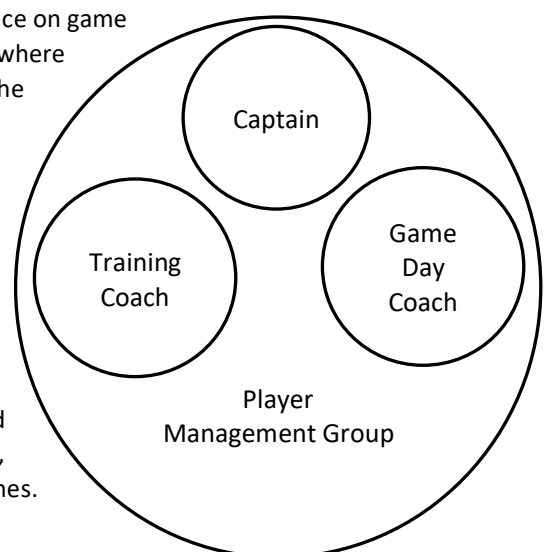 ce on game
where
he
Captain
Training
Coach
Game
Day
Coach
Player
Management Group
d
,
nes.